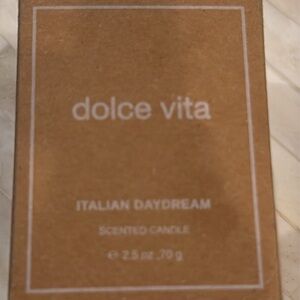 dolce vita
ITALIAN DAYDREAM
SCENTED CANDLE
℮ 2.5 oz .70 g